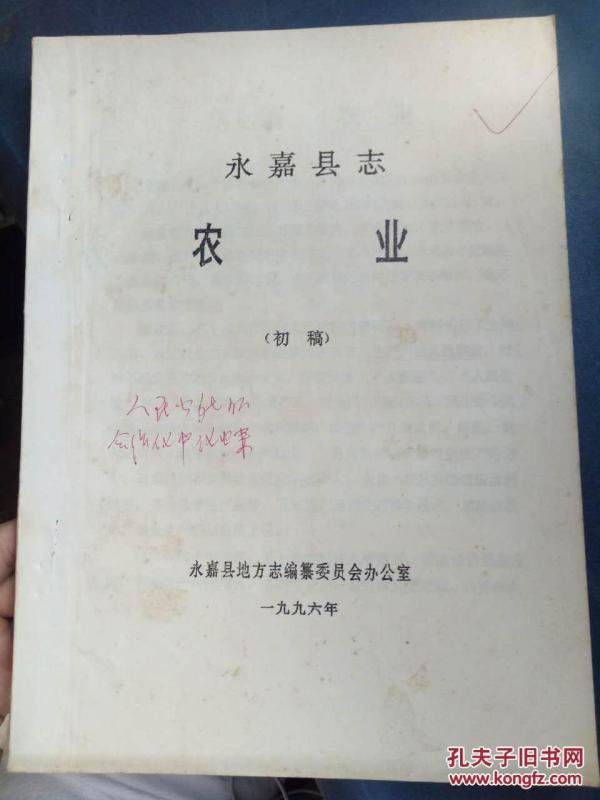 永嘉县志
农业
（初稿）
永嘉县地方志编纂委员会办公室
一九九六年
孔夫子旧书网
www.kongfz.com